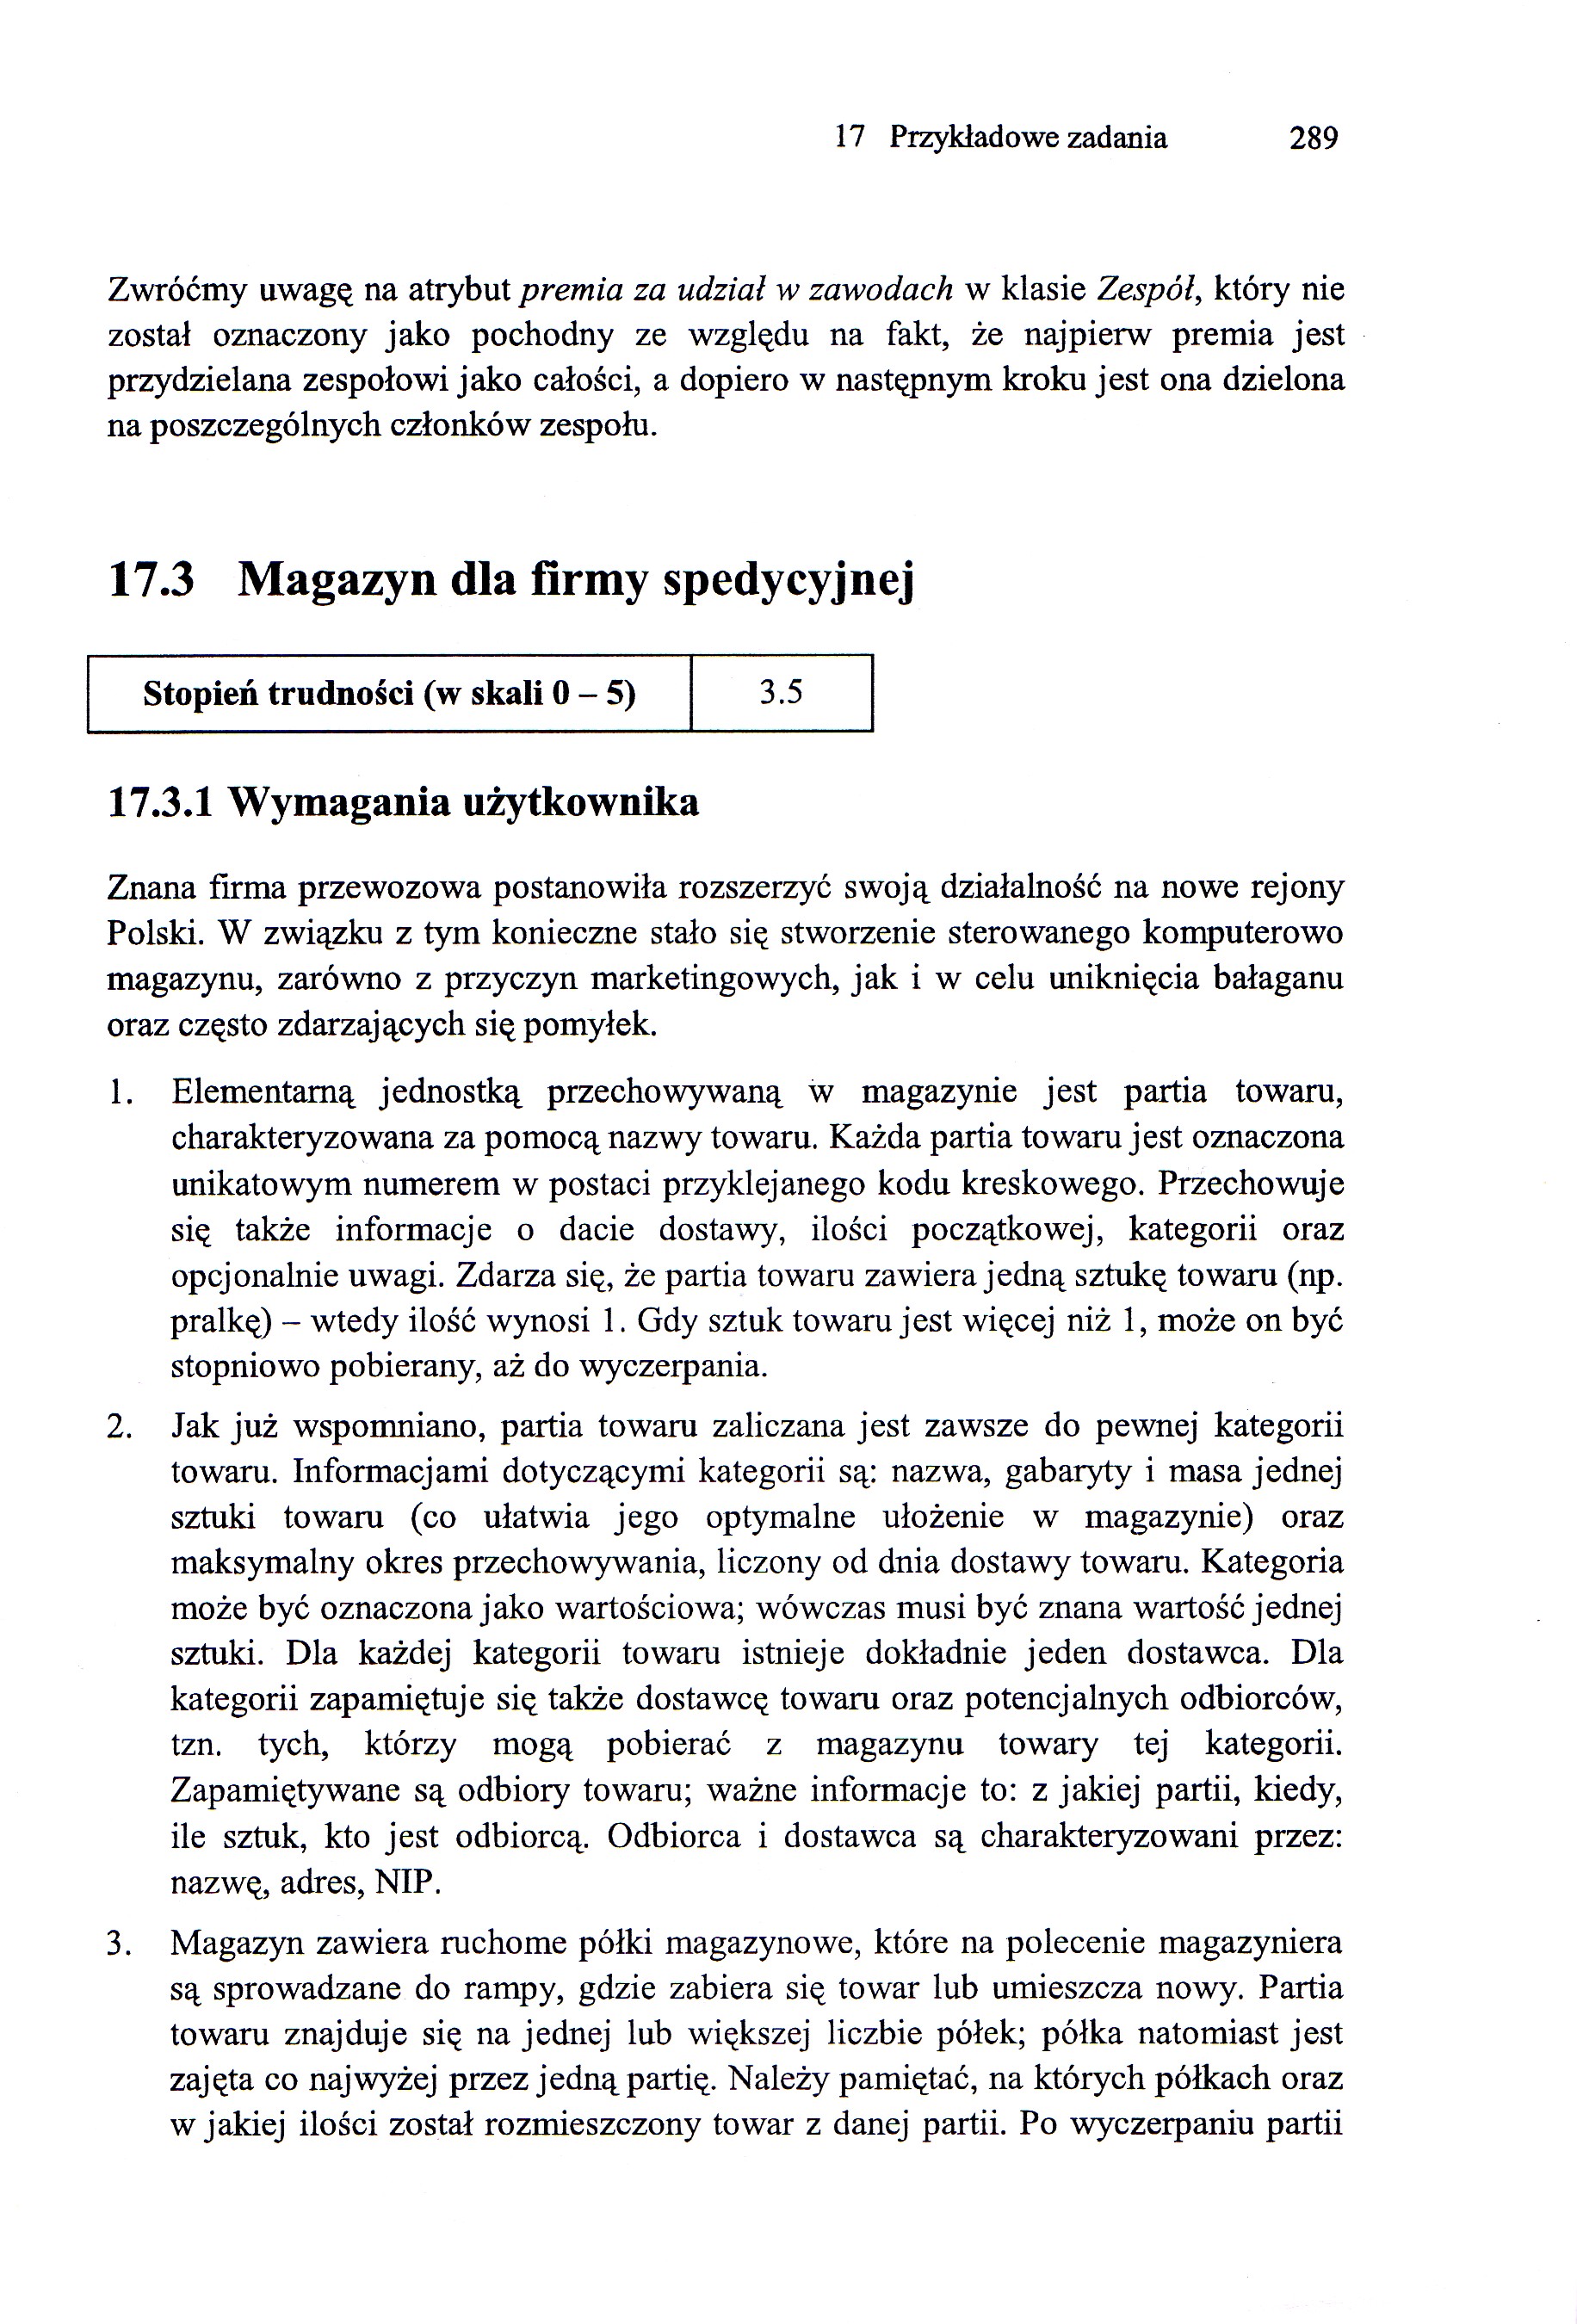 17 Przykładowe zadania 289
Zwróćmy uwagę na atrybut premia za udział w zawodach w klasie Zespół, który nie
został oznaczony jako pochodny ze względu na fakt, że najpierw premia jest
przydzielana zespołowi jako całości, a dopiero w następnym kroku jest ona dzielona
na poszczególnych członków zespołu.
17.3 Magazyn dla firmy spedycyjnej
Stopień trudności (w skali 0 – 5) 3.5
17.3.1 Wymagania użytkownika
Znana firma przewozowa postanowiła rozszerzyć swoją działalność na nowe rejony
Polski. W związku z tym konieczne stało się stworzenie sterowanego komputerowo
magazynu, zarówno z przyczyn marketingowych, jak i w celu uniknięcia bałaganu
oraz często zdarzających się pomyłek.
1. Elementarną jednostką przechowywaną w magazynie jest partia towaru,
charakteryzowana za pomocą nazwy towaru. Każda partia towaru jest oznaczona
unikatowym numerem w postaci przyklejanego kodu kreskowego. Przechowuje
się także informacje o dacie dostawy, ilości początkowej, kategorii oraz
opcjonalnie uwagi. Zdarza się, że partia towaru zawiera jedną sztukę towaru (np.
pralkę) – wtedy ilość wynosi 1. Gdy sztuk towaru jest więcej niż 1, może on być
stopniowo pobierany, aż do wyczerpania.
2. Jak już wspomniano, partia towaru zaliczana jest zawsze do pewnej kategorii
towaru. Informacjami dotyczącymi kategorii są: nazwa, gabaryty i masa jednej
sztuki towaru (co ułatwia jego optymalne ułożenie w magazynie) oraz
maksymalny okres przechowywania, liczony od dnia dostawy towaru. Kategoria
może być oznaczona jako wartościowa; wówczas musi być znana wartość jednej
sztuki. Dla każdej kategorii towaru istnieje dokładnie jeden dostawca. Dla
kategorii zapamiętuje się także dostawcę towaru oraz potencjalnych odbiorców,
tzn. tych, którzy mogą pobierać z magazynu towary tej kategorii.
Zapamiętywane są odbiory towaru; ważne informacje to: z jakiej partii, kiedy,
ile sztuk, kto jest odbiorcą. Odbiorca i dostawca są charakteryzowani przez:
nazwę, adres, NIP.
3. Magazyn zawiera ruchome półki magazynowe, które na polecenie magazyniera
są sprowadzane do rampy, gdzie zabiera się towar lub umieszcza nowy. Partia
towaru znajduje się na jednej lub większej liczbie półek; półka natomiast jest
zajęta co najwyżej przez jedną partię. Należy pamiętać, na których półkach oraz
w jakiej ilości został rozmieszczony towar z danej partii. Po wyczerpaniu partii